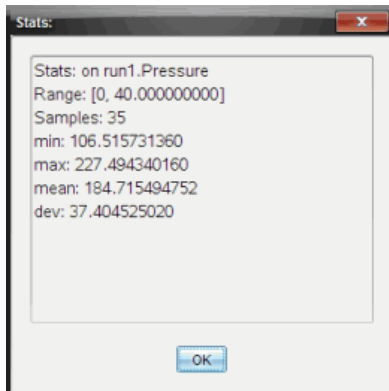 Stats:
Stats: on run1.Pressure
Range: [0, 40.000000000]
Samples: 35
min: 106.515731360
max: 227.494340160
mean: 184.715494752
dev: 37.404525020
OK